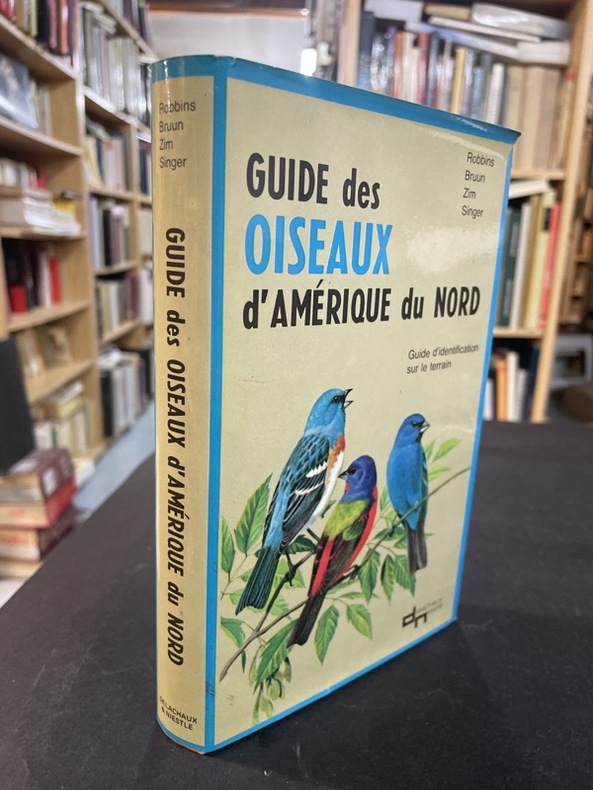 Robbins
Bruun
Zim
Singer
GUIDE des OISEAUX d'AMÉRIQUE du NORD
DELACHAUX
& NIESTLÉ
Robbins
Bruun
Zim
Singer
GUIDE des
OISEAUX
d'AMÉRIQUE du NORD
Guide d'identification
sur le terrain
dn